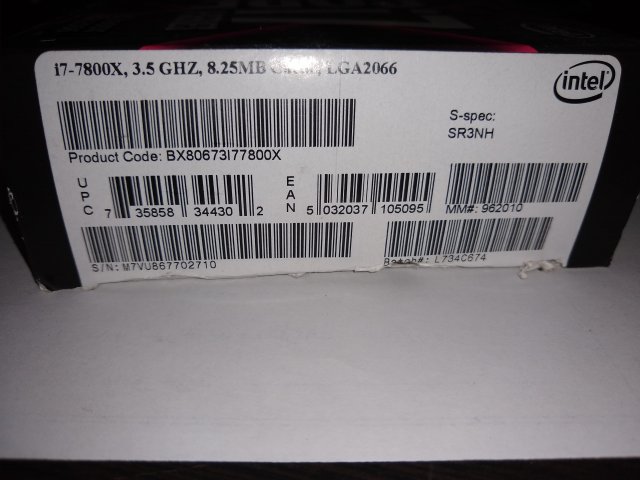 i7-7800X, 3.5 GHZ, 8.25MB Cache, LGA2066
intel
S-spec:
SR3NH
Product Code: BX80673I77800X
UPC
7 35858 34430 2
EAN
5 032037 105095
MM#: 962010
S/N: M7VU867702710
Batch#: L734C674